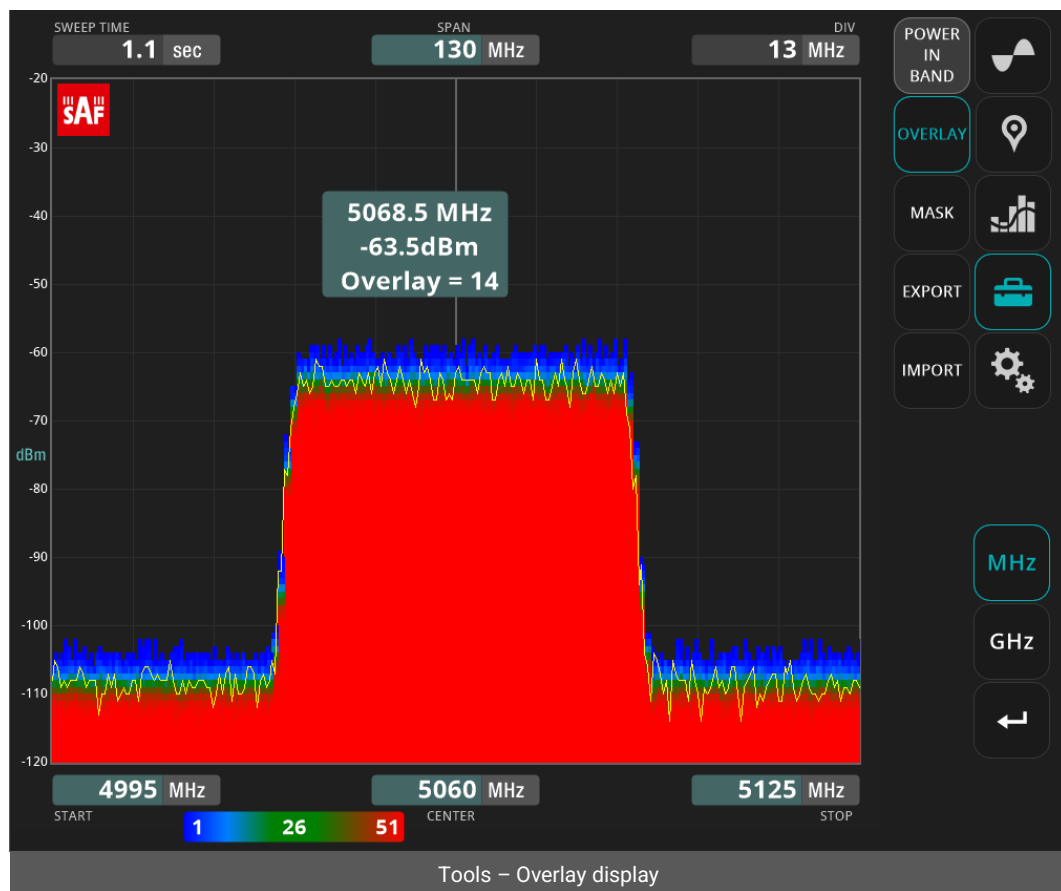 SWEEP TIME
SPAN
DIV
1.1 sec
130 MHz
13 MHz
POWER
IN
BAND
OVERLAY
MASK
EXPORT
IMPORT
SAF
-20
-30
-40
-50
-60
-70
dBm
-80
-90
-100
-110
-120
5068.5 MHz
-63.5dBm
Overlay = 14
MHz
GHz
4995 MHz
5060 MHz
5125 MHz
START
CENTER
STOP
1 26 51
Tools – Overlay display